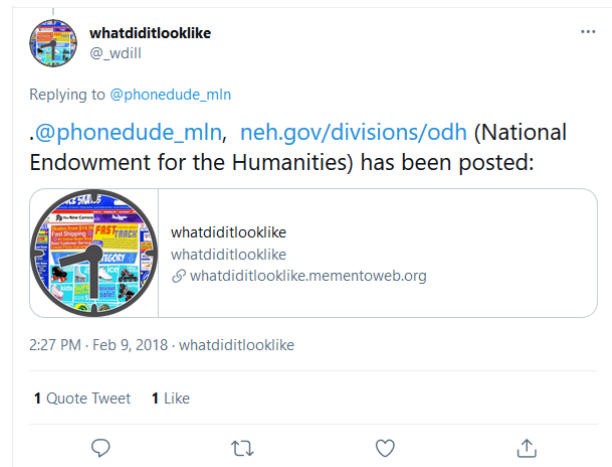 whatdiditlooklike
@_wdill
Replying to @phonedude_mln
.@phonedude_mln, neh.gov/divisions/odh (National
Endowment for the Humanities) has been posted:
whatdiditlooklike
whatdiditlooklike
whatdiditlooklike.mementoweb.org
2:27 PM · Feb 9, 2018 · whatdiditlooklike
1 Quote Tweet 1 Like